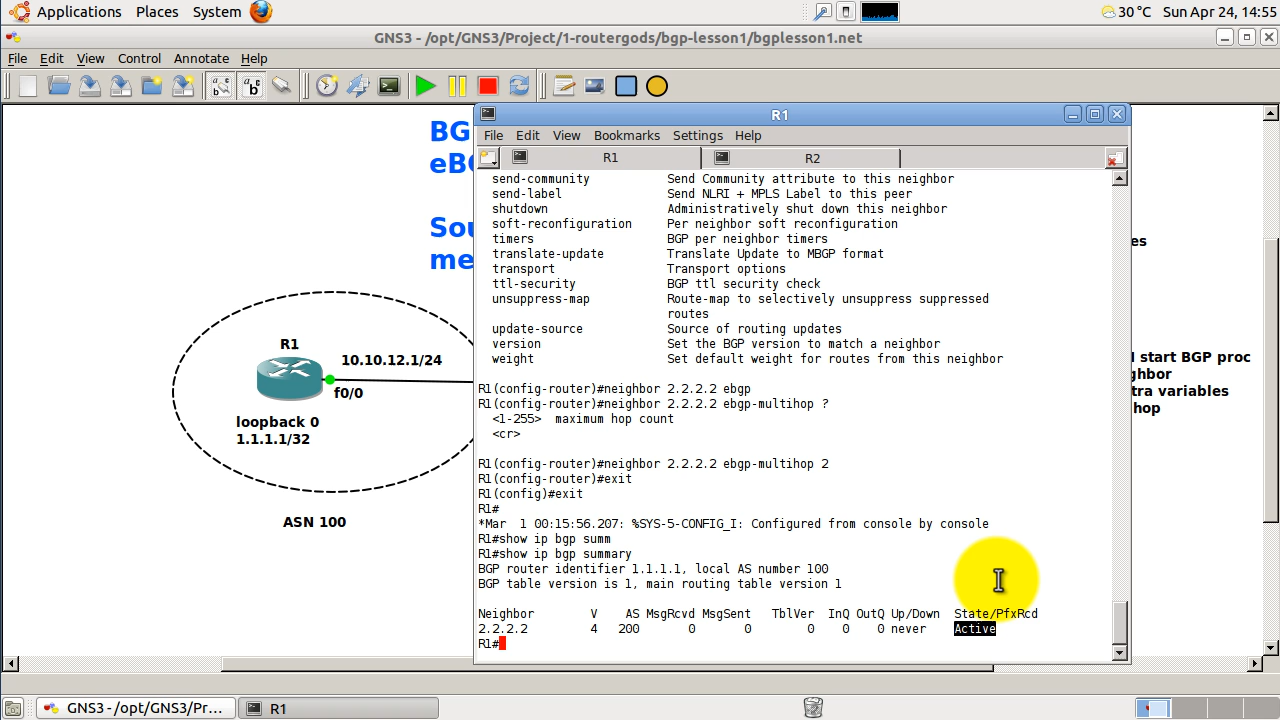 Applications Places System
30 °C Sun Apr 24, 14:55
GNS3 - /opt/GNS3/Project/1-routergods/bgp-lesson1/bgplesson1.net
File Edit View Control Annotate Help
BG
eBG
Sou
me
R1
10.10.12.1/24
f0/0
loopback 0
1.1.1.1/32
ASN 100
R1
File Edit View Bookmarks Settings Help
R1 R2
send-community Send Community attribute to this neighbor
send-label Send NLRI + MPLS Label to this peer
shutdown Administratively shut down this neighbor
soft-reconfiguration Per neighbor soft reconfiguration
timers BGP per neighbor timers
translate-update Translate Update to MBGP format
transport Transport options
ttl-security BGP ttl security check
unsuppress-map Route-map to selectively unsuppress suppressed
routes
update-source Source of routing updates
version Set the BGP version to match a neighbor
weight Set default weight for routes from this neighbor
R1(config-router)#neighbor 2.2.2.2 ebgp
R1(config-router)#neighbor 2.2.2.2 ebgp-multihop ?
<1-255> maximum hop count
<cr>
R1(config-router)#neighbor 2.2.2.2 ebgp-multihop 2
R1(config-router)#exit
R1(config)#exit
R1#
*Mar 1 00:15:56.207: %SYS-5-CONFIG_I: Configured from console by console
R1#show ip bgp summ
R1#show ip bgp summary
BGP router identifier 1.1.1.1, local AS number 100
BGP table version is 1, main routing table version 1
Neighbor V AS MsgRcvd MsgSent TblVer InQ OutQ Up/Down State/PfxRcd
2.2.2.2 4 200 0 0 0 0 0 never Active
R1#
es
l start BGP proc
ghbor
tra variables
hop
GNS3 - /opt/GNS3/Pr...
R1